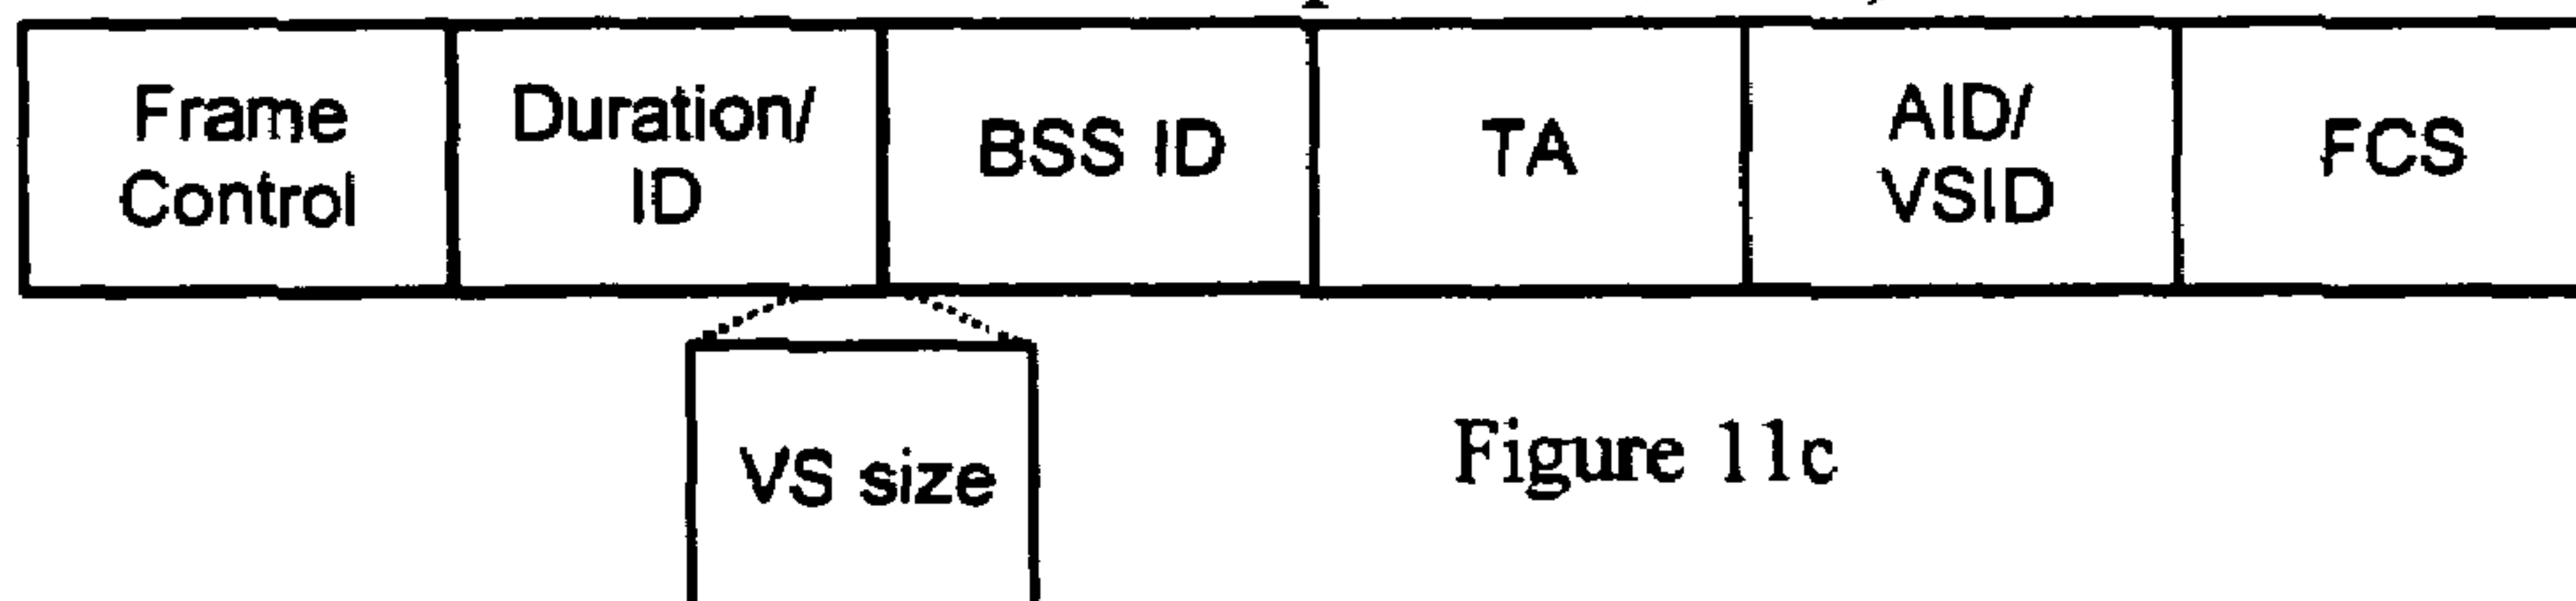 Frame
Control
Duration/
ID
BSS ID
TA
AID/
VSID
FCS
VS size
Figure 11c